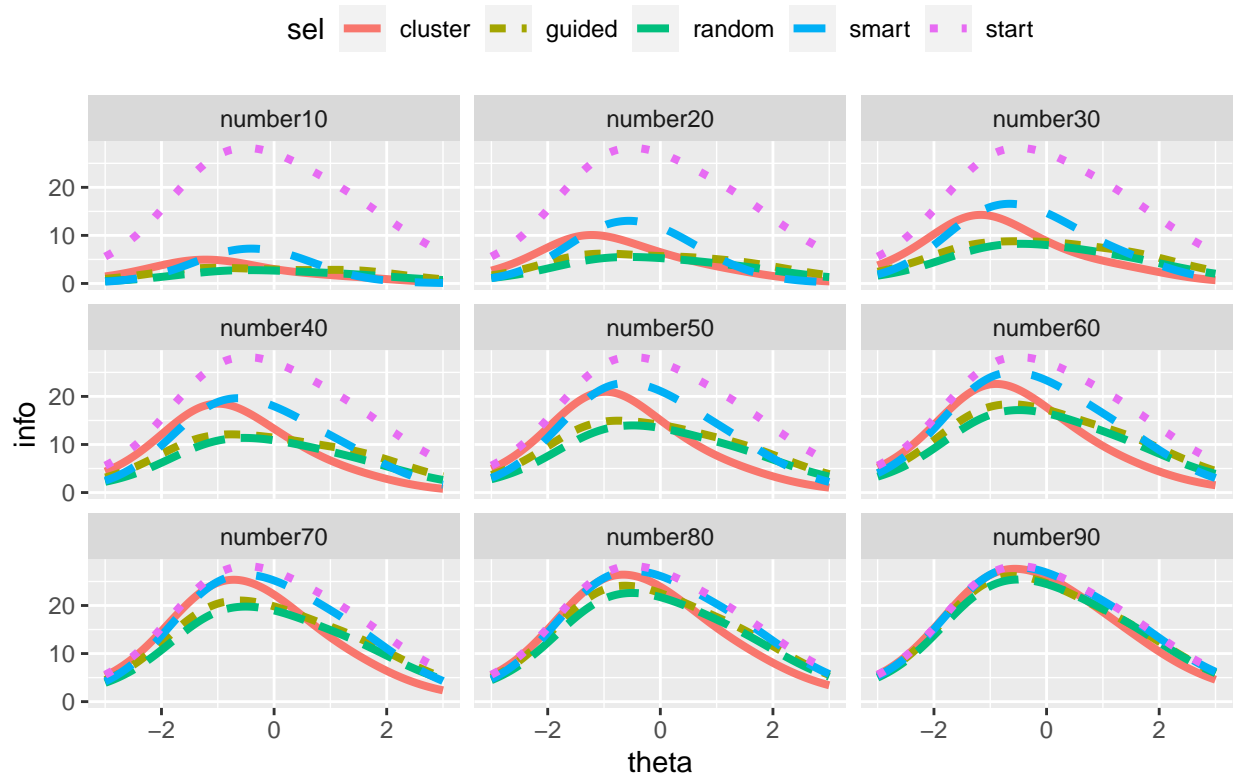 sel cluster guided random smart start
number10 number20 number30
20
10
0
number40 number50 number60
20
10
0
info
number70 number80 number90
20
10
0
−2 0 2 −2 0 2 −2 0 2
theta